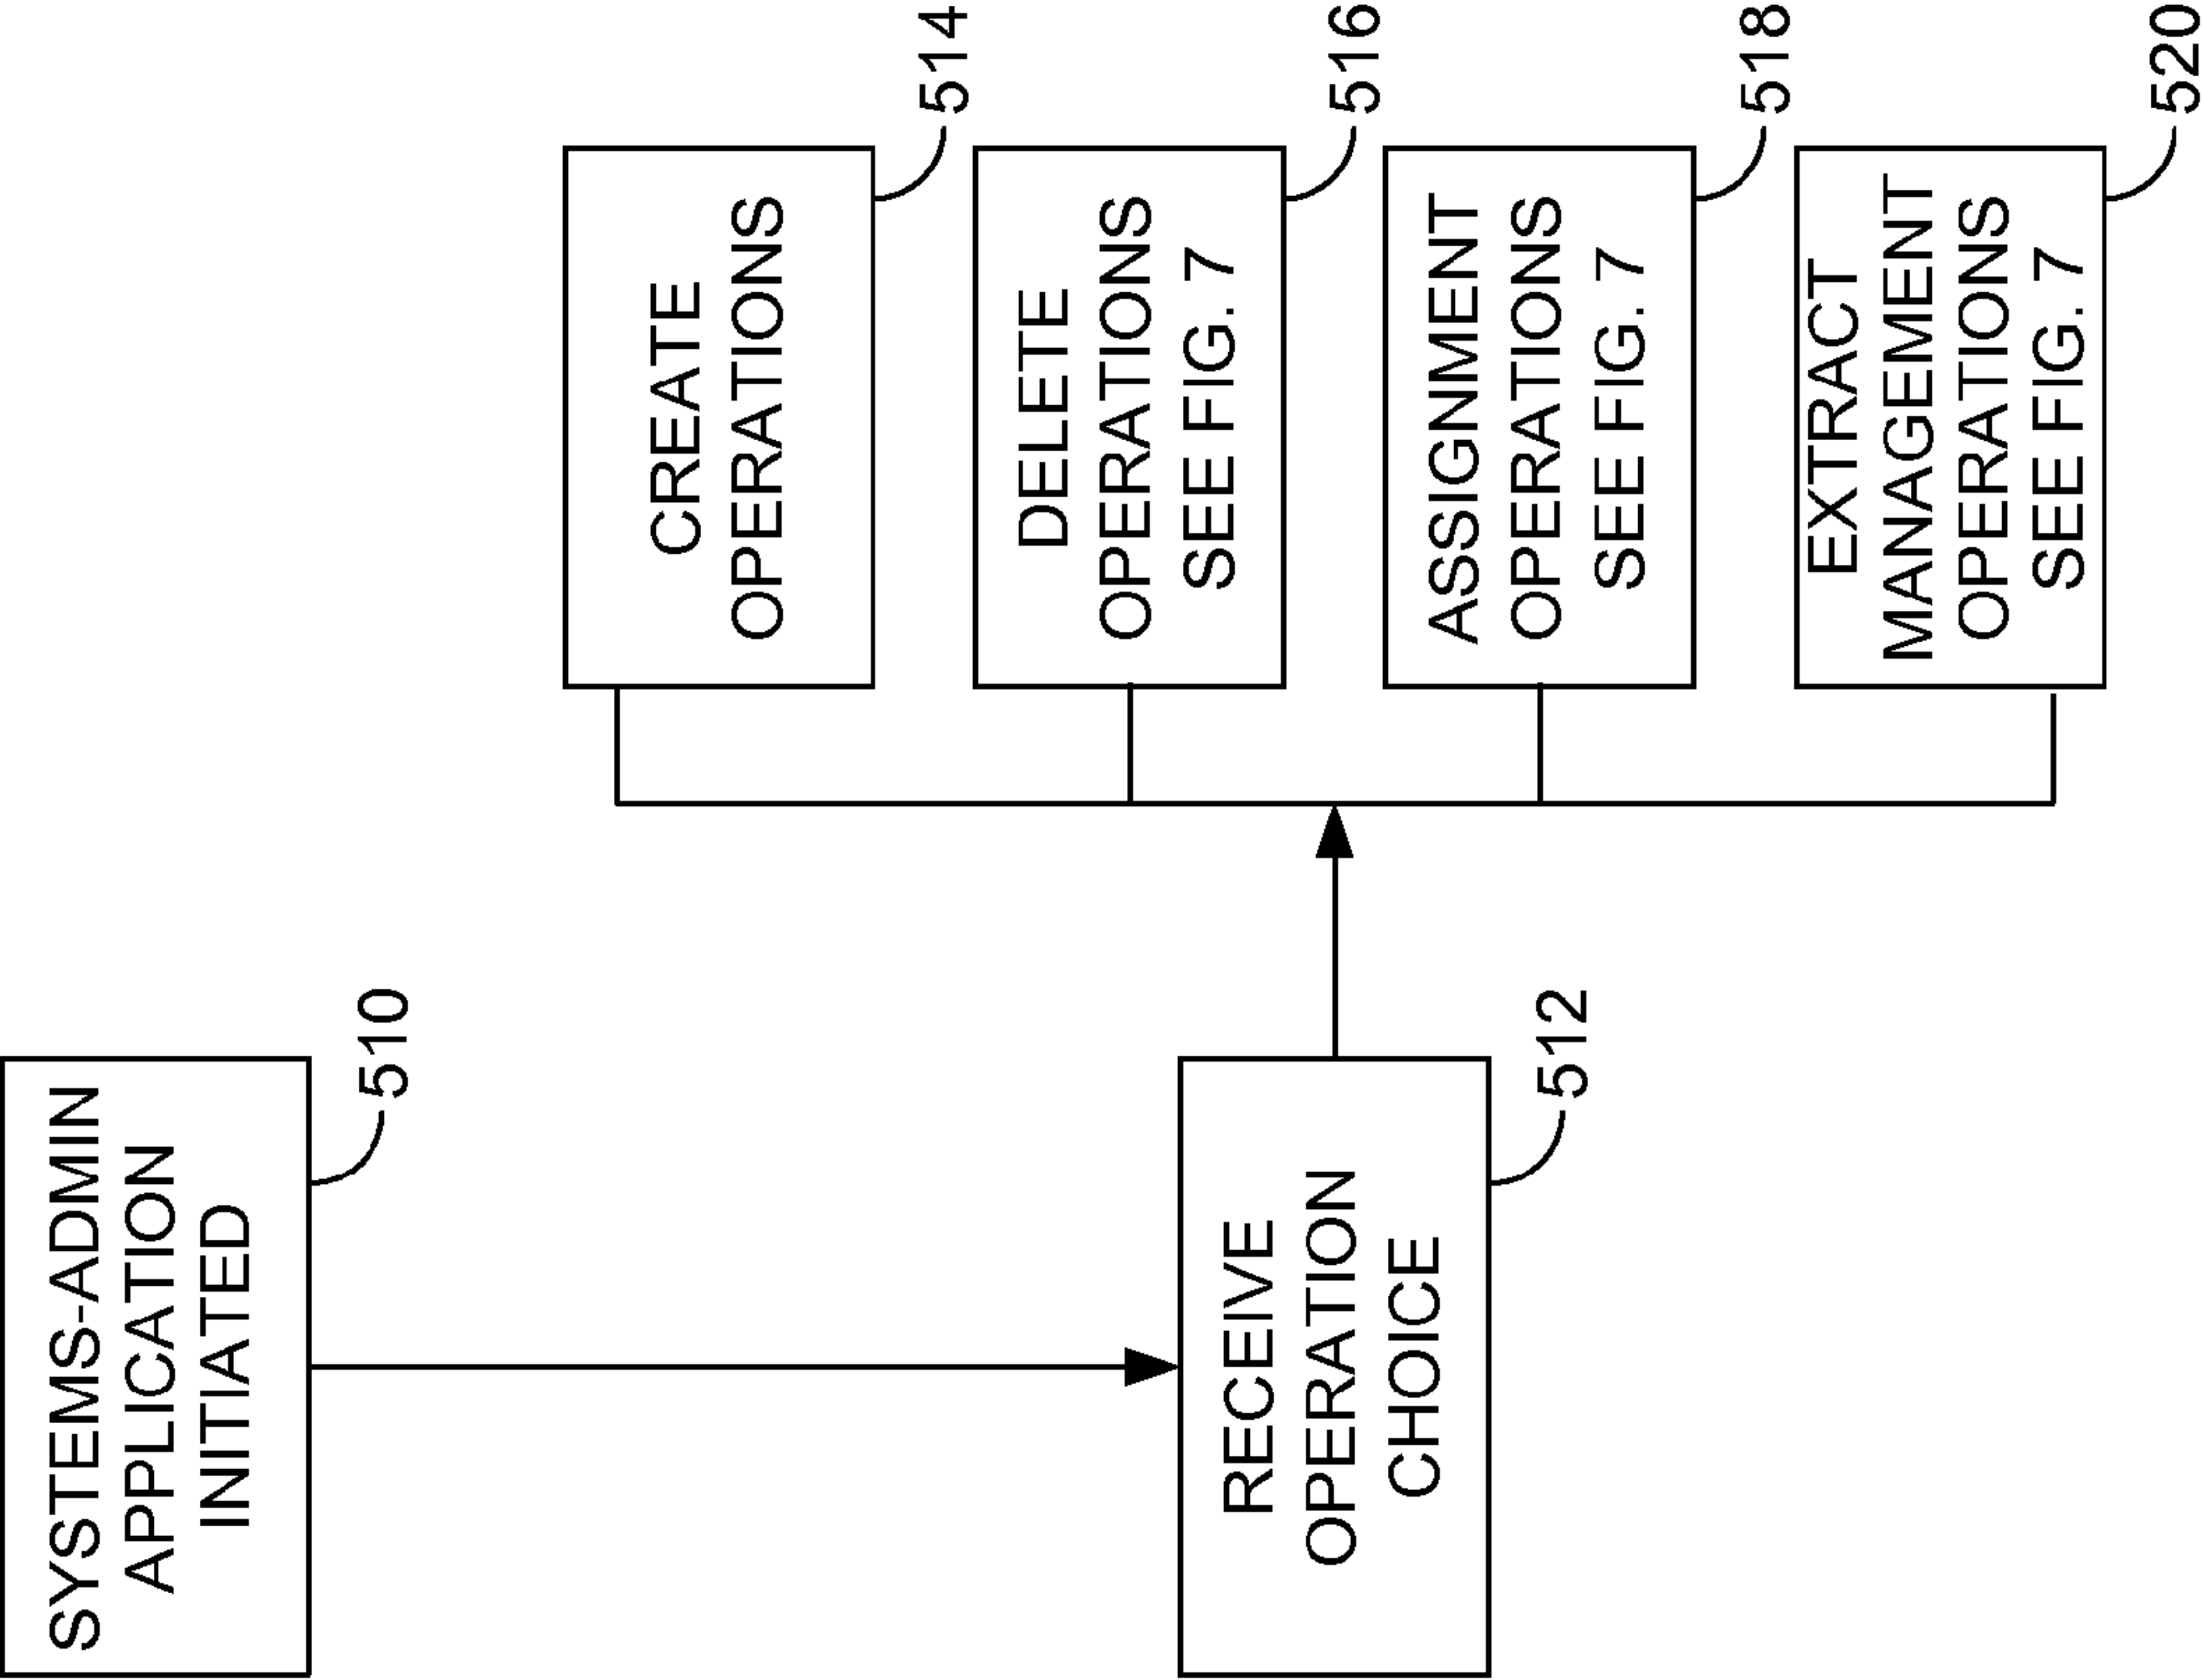 SYSTEMS-ADMIN
APPLICATION
INITIATED
510
RECEIVE
OPERATION
CHOICE
512
CREATE
OPERATIONS
514
DELETE
OPERATIONS
SEE FIG. 7
516
ASSIGNMENT
OPERATIONS
SEE FIG. 7
518
EXTRACT
MANAGEMENT
OPERATIONS
SEE FIG. 7
520